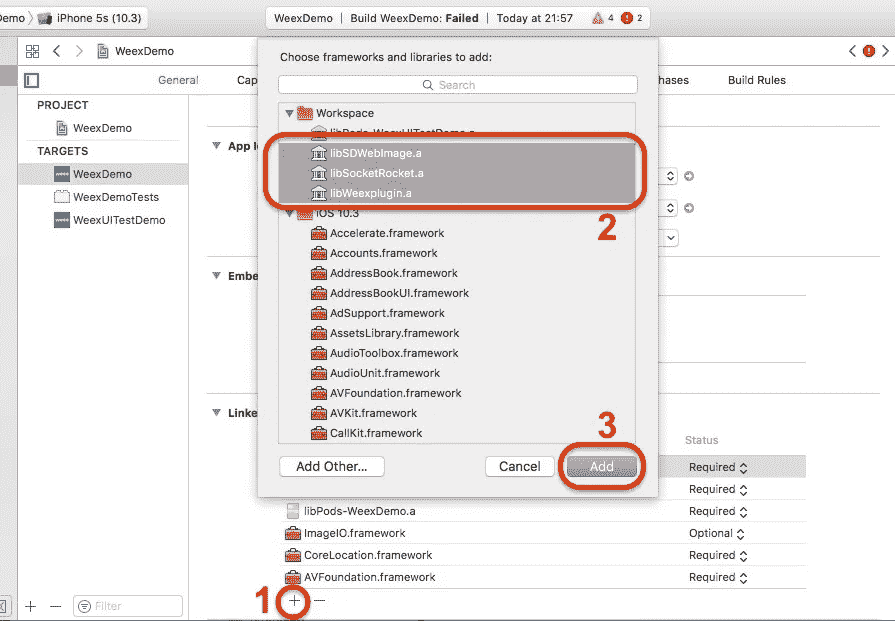 Demo iPhone 5s (10.3) WeexDemo | Build WeexDemo: Failed | Today at 21:57 4 2
WeexDemo
Choose frameworks and libraries to add:
General Cap hases Build Rules
Search
PROJECT
WeexDemo
TARGETS
WeexDemo
WeexDemoTests
WeexUITestDemo
App Ic
Embe
Linke
Workspace
libPods-WeexUITestDemo.a
libSDWebImage.a
libSocketRocket.a
libWeexplugin.a
2
iOS 10.3
Accelerate.framework
Accounts.framework
AddressBook.framework
AddressBookUI.framework
AdSupport.framework
AssetsLibrary.framework
AudioToolbox.framework
AudioUnit.framework
AVFoundation.framework
AVKit.framework
CallKit.framework
3
Add Other... Cancel Add
Status
Required
Required
libPods-WeexDemo.a Required
ImageIO.framework Optional
CoreLocation.framework Required
AVFoundation.framework Required
1 + −
+ − Filter